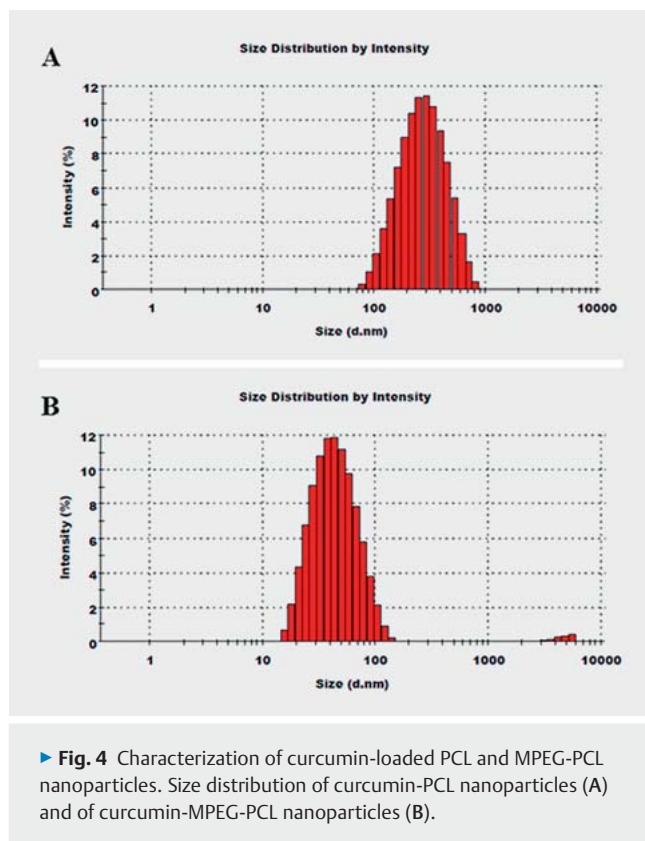 A
Size Distribution by Intensity
Intensity (%)
12
10
8
6
4
2
0
1 10 100 1000 10000
Size (d.nm)
B
Size Distribution by Intensity
Intensity (%)
12
10
8
6
4
2
0
1 10 100 1000 10000
Size (d.nm)
► Fig. 4 Characterization of curcumin-loaded PCL and MPEG-PCL
nanoparticles. Size distribution of curcumin-PCL nanoparticles (A)
and of curcumin-MPEG-PCL nanoparticles (B).